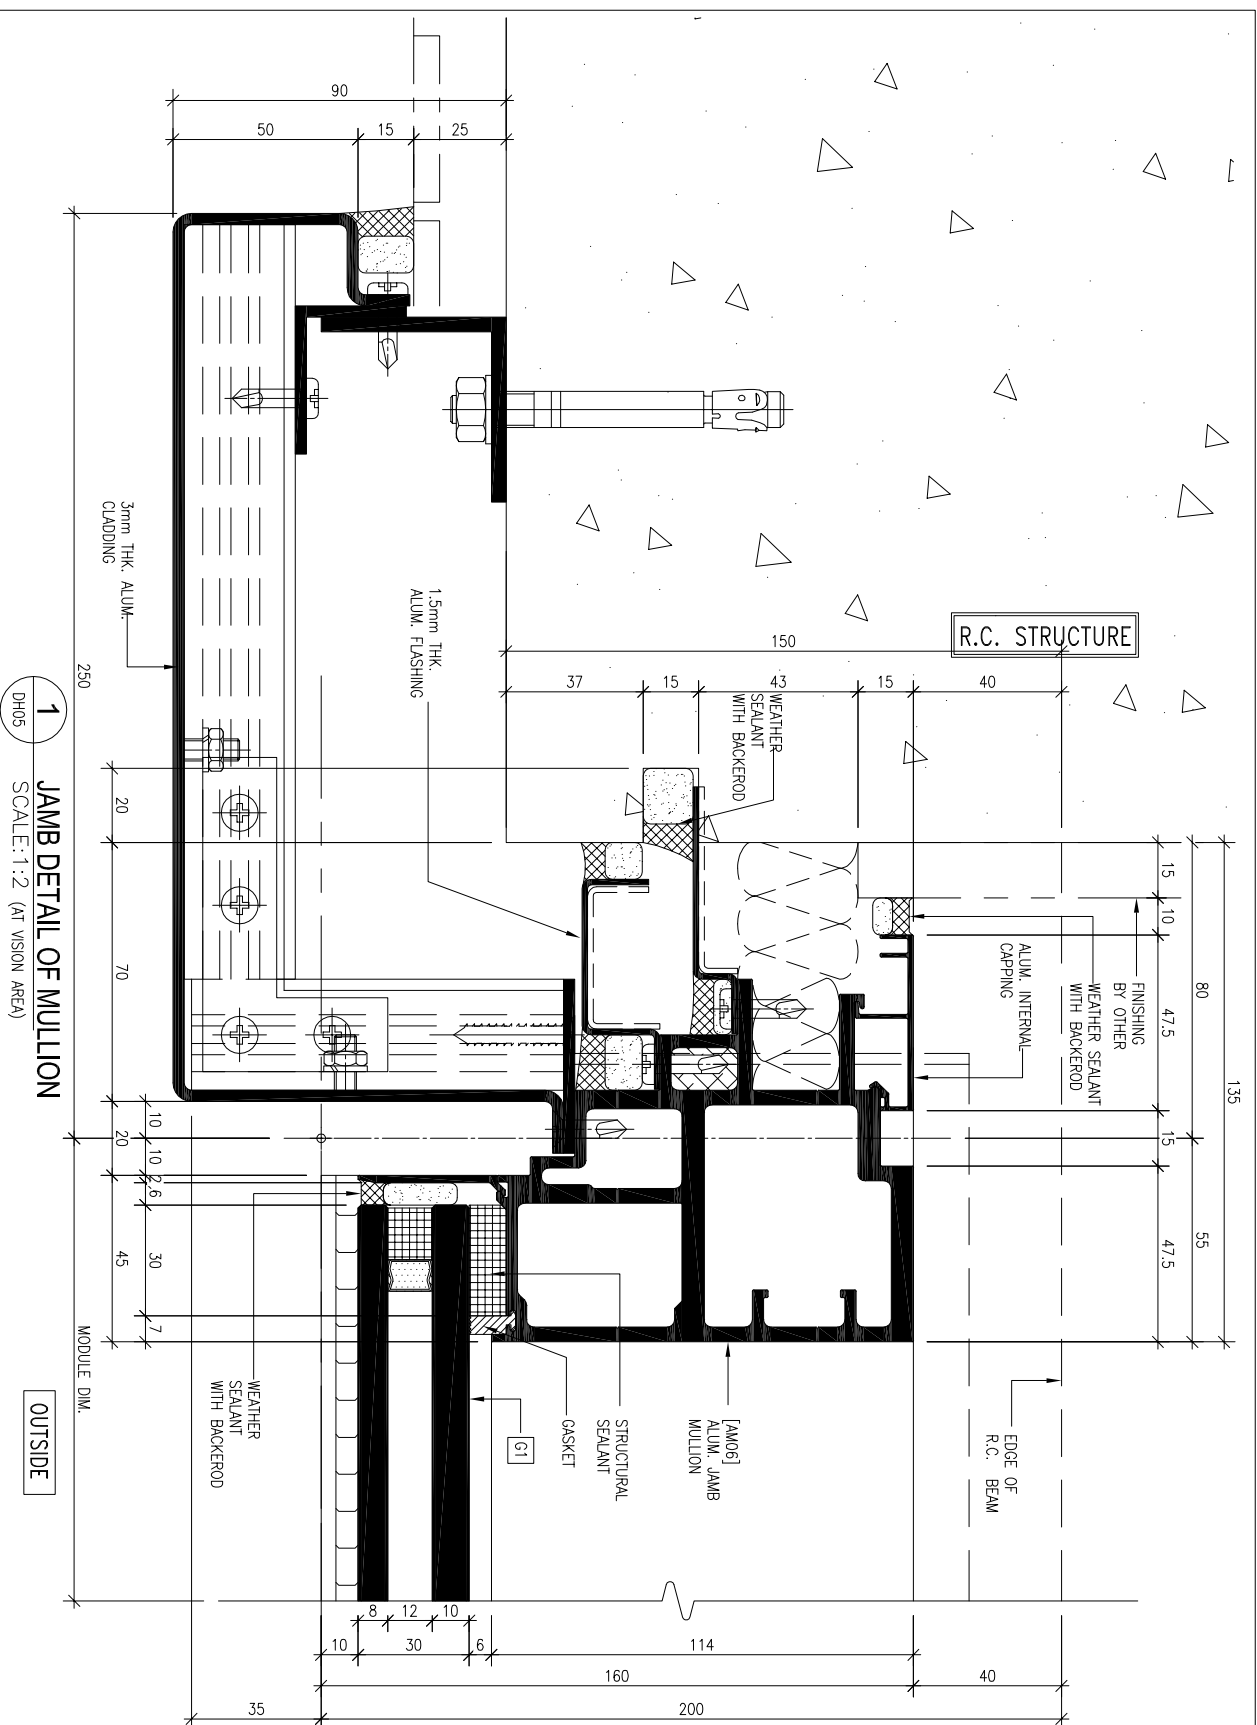 R.C. STRUCTURE
90
50
15
25
150
37
15
43
15
40
135
80
55
15
10
47.5
15
47.5
FINISHING
BY OTHER
WEATHER SEALANT
WITH BACKEROD
ALUM. INTERNAL
CAPPING
WEATHER
SEALANT
WITH BACKEROD
1.5mm THK.
ALUM. FLASHING
3mm THK. ALUM.
CLADDING
EDGE OF
R.C. BEAM
[AM06]
ALUM. JAMB
MULLION
STRUCTURAL
SEALANT
GASKET
G1
WEATHER
SEALANT
WITH BACKEROD
250
20
70
20
45
10
10
2.6
30
7
MODULE DIM.
8
12
10
10
30
6
114
160
40
35
200
OUTSIDE
1
DH05
JAMB DETAIL OF MULLION
SCALE:1:2 (AT VISION AREA)